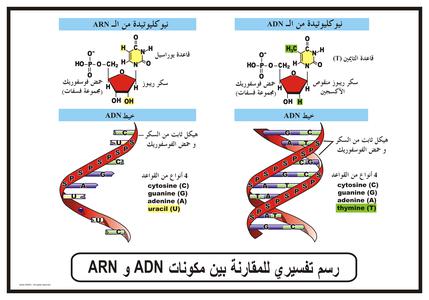 نيوكليوتيدة من الـ ARN
نيوكليوتيدة من الـ ADN
قاعدة يوراسيل
سكر ريبوز
حمض فوسفوريك
(مجموعة فسفات)
قاعدة التايمين (T)
سكر ريبوز منقوص
الأكسجين
حمض فوسفوريك
(مجموعة فسفات)
خيط ADN
خيط ADN
هيكل ثابت من السكر
و حمض الفوسفوريك
4 أنواع من القواعد
cytosine (C)
guanine (G)
adenine (A)
uracil (U)
هيكل ثابت من السكر
و حمض الفوسفوريك
4 أنواع من القواعد
cytosine (C)
guanine (G)
adenine (A)
thymine (T)
رسم تفسيري للمقارنة بين مكونات ADN و ARN